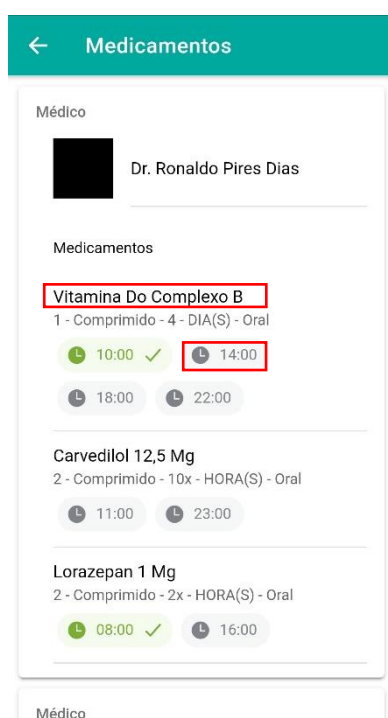 Medicamentos
Médico
Dr. Ronaldo Pires Dias
Medicamentos
Vitamina Do Complexo B
1 - Comprimido - 4 - DIA(S) - Oral
10:00 14:00
18:00 22:00
Carvedilol 12,5 Mg
2 - Comprimido - 10x - HORA(S) - Oral
11:00 23:00
Lorazepan 1 Mg
2 - Comprimido - 2x - HORA(S) - Oral
08:00 16:00
Médico